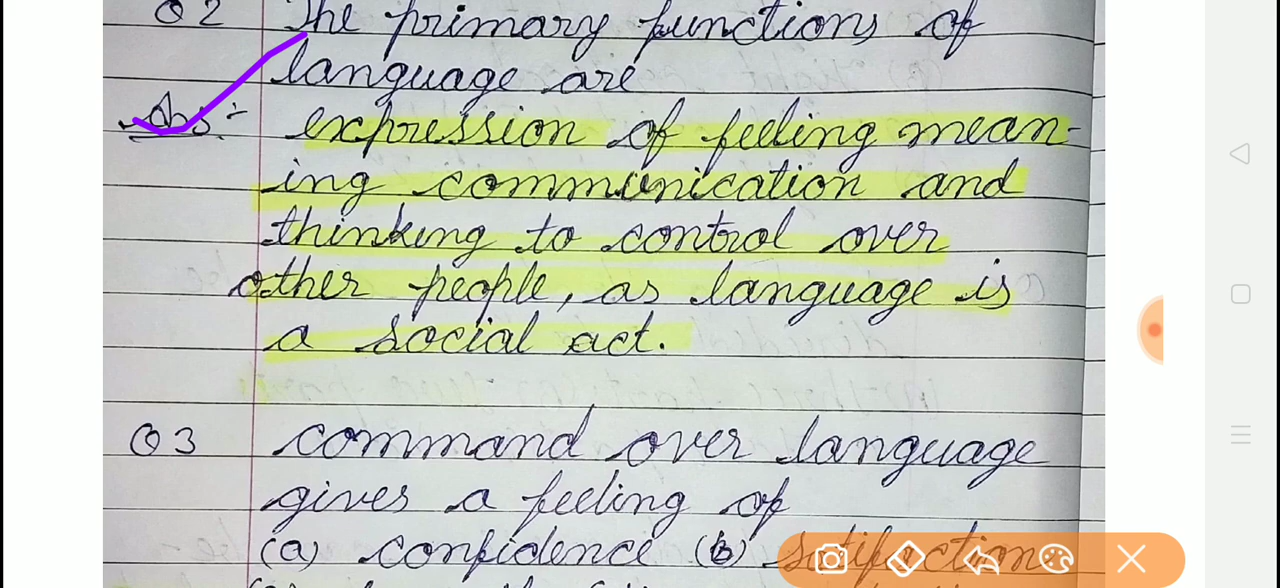 Q2 The primary functions of
language are
Ans:- expression of feeling mean-
ing communication and
thinking to control over
other people, as language is
a social act.
Q3 command over language
gives a feeling of
(a) confidence (b) satifaction